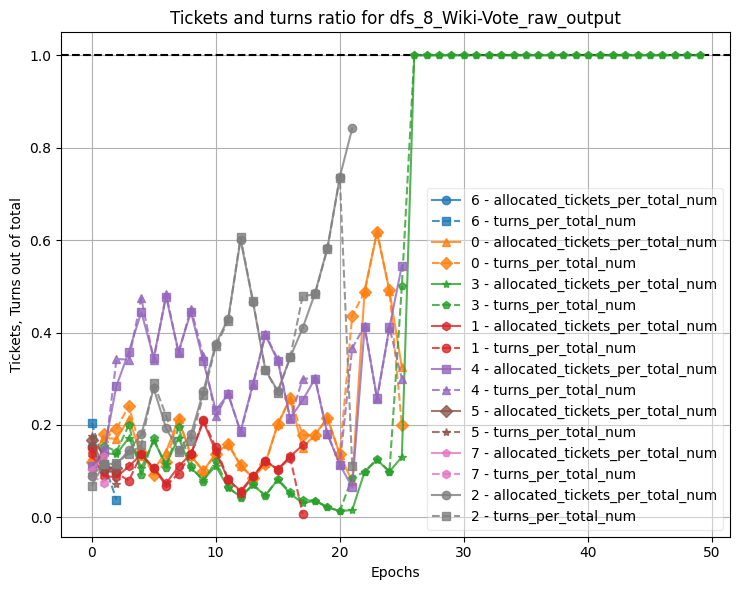 Tickets and turns ratio for dfs_8_Wiki-Vote_raw_output
Tickets, Turns out of total
1.0
0.8
0.6
0.4
0.2
0.0
6 - allocated_tickets_per_total_num
6 - turns_per_total_num
0 - allocated_tickets_per_total_num
0 - turns_per_total_num
3 - allocated_tickets_per_total_num
3 - turns_per_total_num
1 - allocated_tickets_per_total_num
1 - turns_per_total_num
4 - allocated_tickets_per_total_num
4 - turns_per_total_num
5 - allocated_tickets_per_total_num
5 - turns_per_total_num
7 - allocated_tickets_per_total_num
7 - turns_per_total_num
2 - allocated_tickets_per_total_num
2 - turns_per_total_num
0 10 20 30 40 50
Epochs